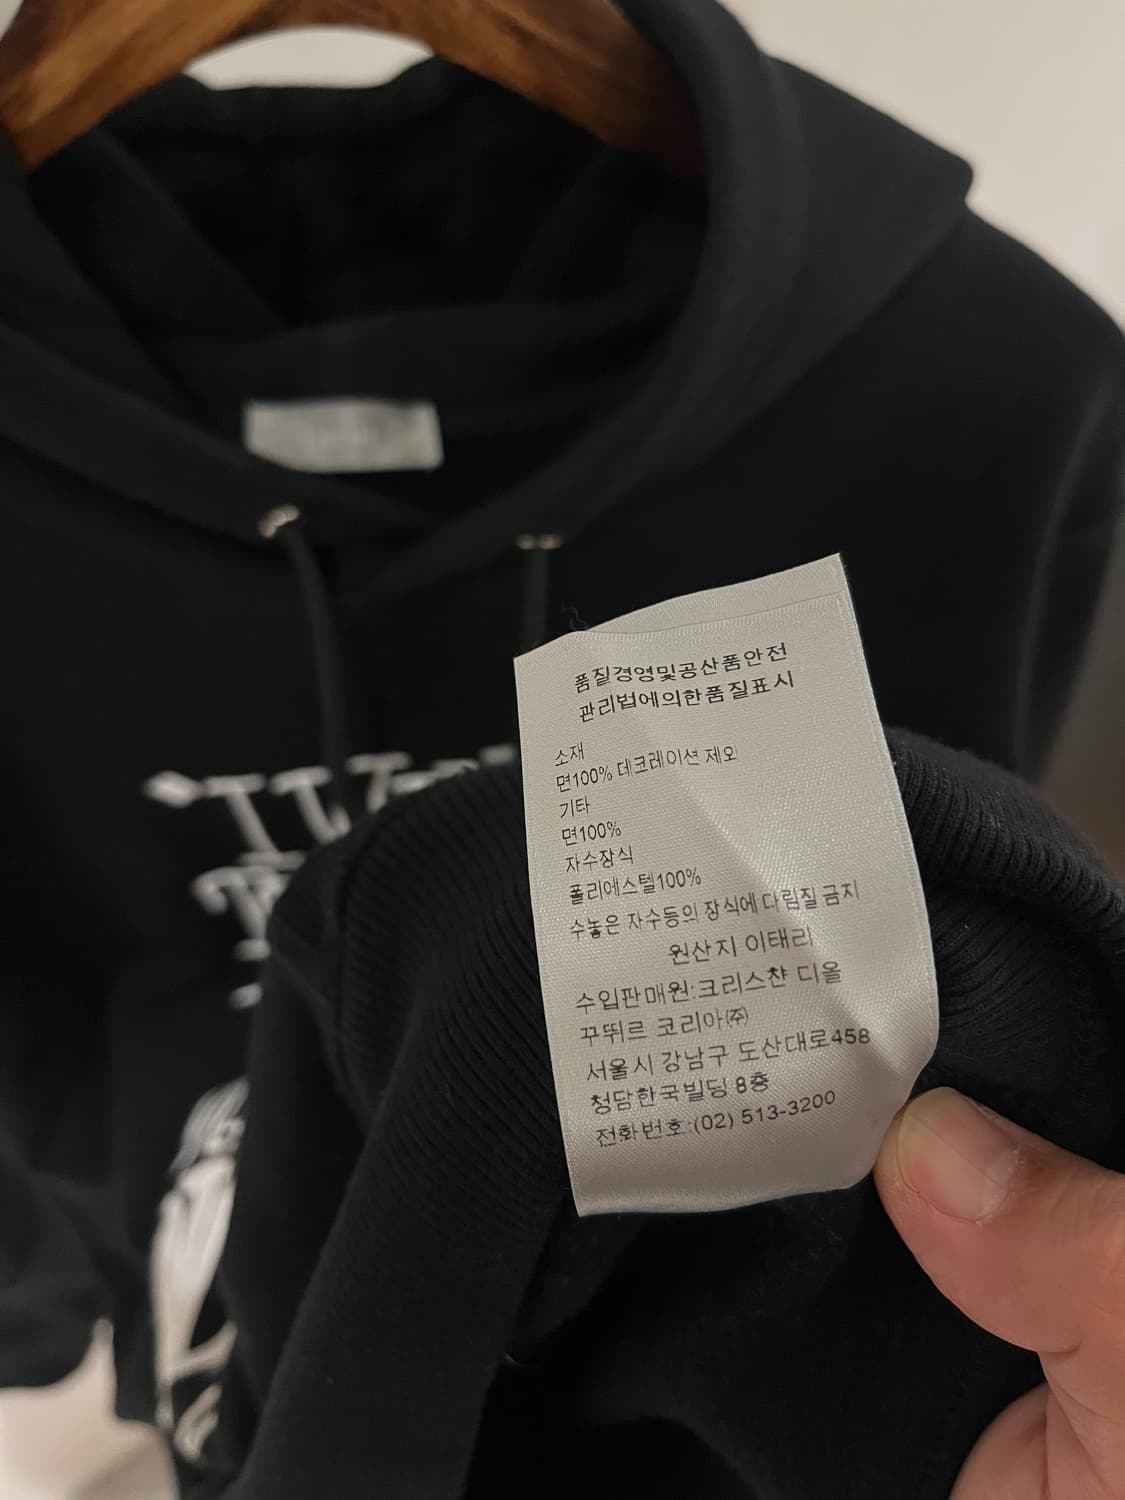 품질경영및공산품안전
관리법에의한품질표시
소재
면100% 데코레이션 제외
기타
면100%
자수장식
폴리에스텔100%
수놓은 자수등의 장식에 다림질 금지
원산지 이태리
수입판매원:크리스챤 디올
꾸뛰르 코리아㈜
서울시 강남구 도산대로458
청담한국빌딩 8층
전화번호:(02) 513-3200